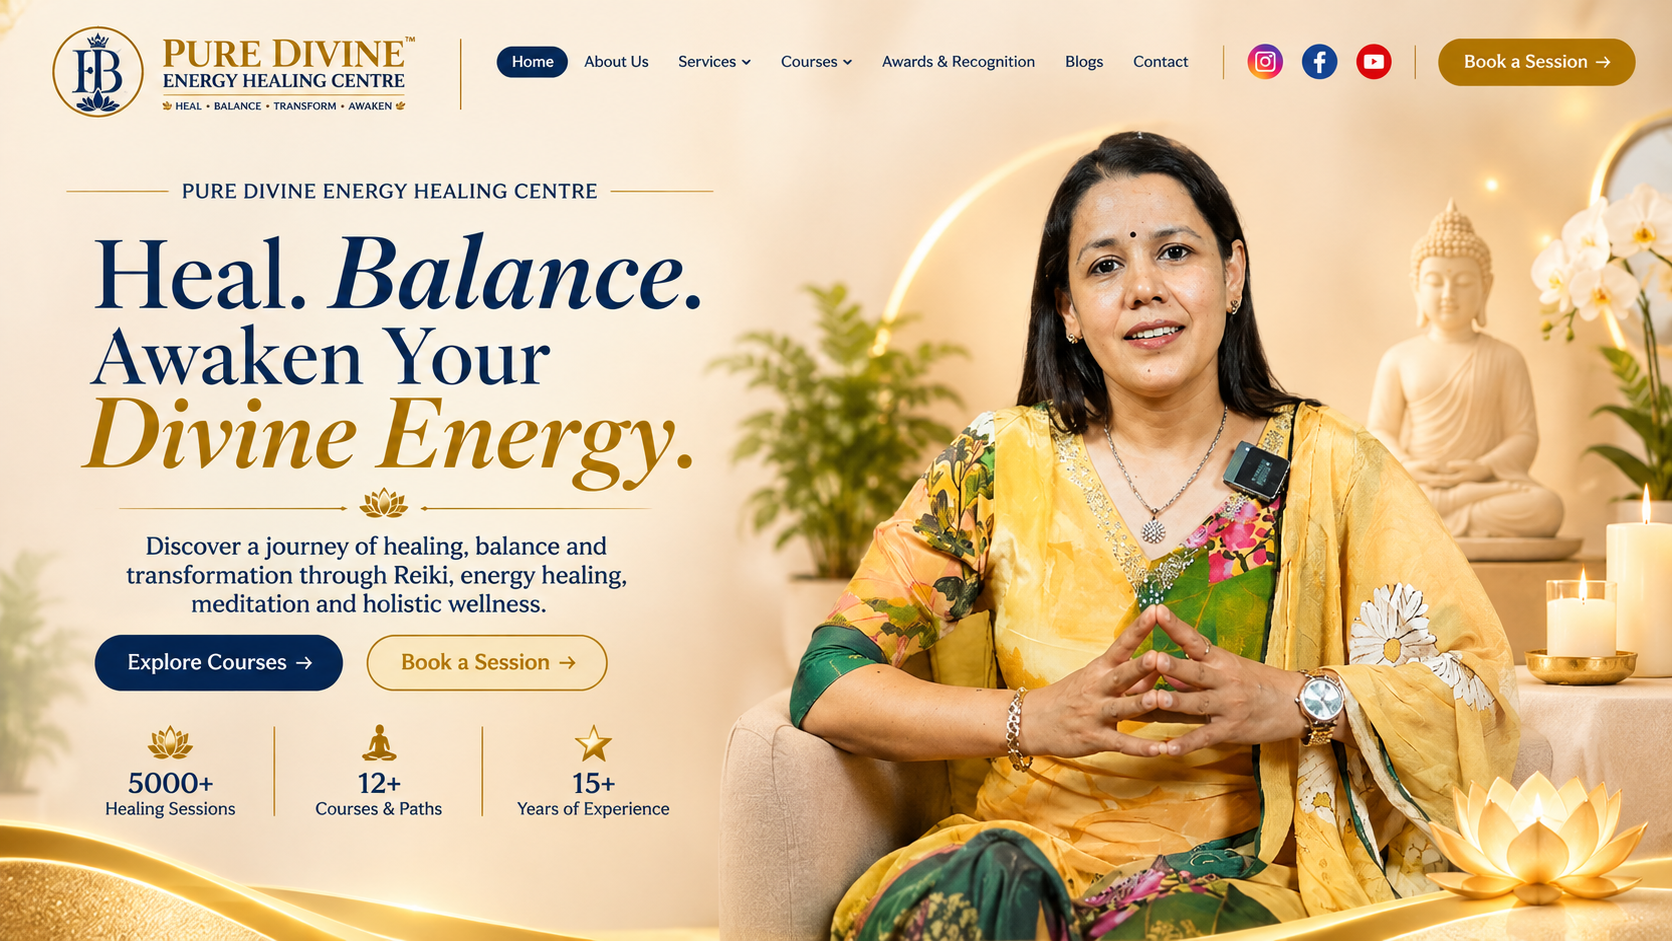 PURE DIVINE™
ENERGY HEALING CENTRE
HEAL • BALANCE • TRANSFORM • AWAKEN
Home
About Us
Services
Courses
Awards & Recognition
Blogs
Contact
Book a Session →
PURE DIVINE ENERGY HEALING CENTRE
Heal. Balance.
Awaken Your
Divine Energy.
Discover a journey of healing, balance and
transformation through Reiki, energy healing,
meditation and holistic wellness.
Explore Courses →
Book a Session →
5000+
Healing Sessions
12+
Courses & Paths
15+
Years of Experience